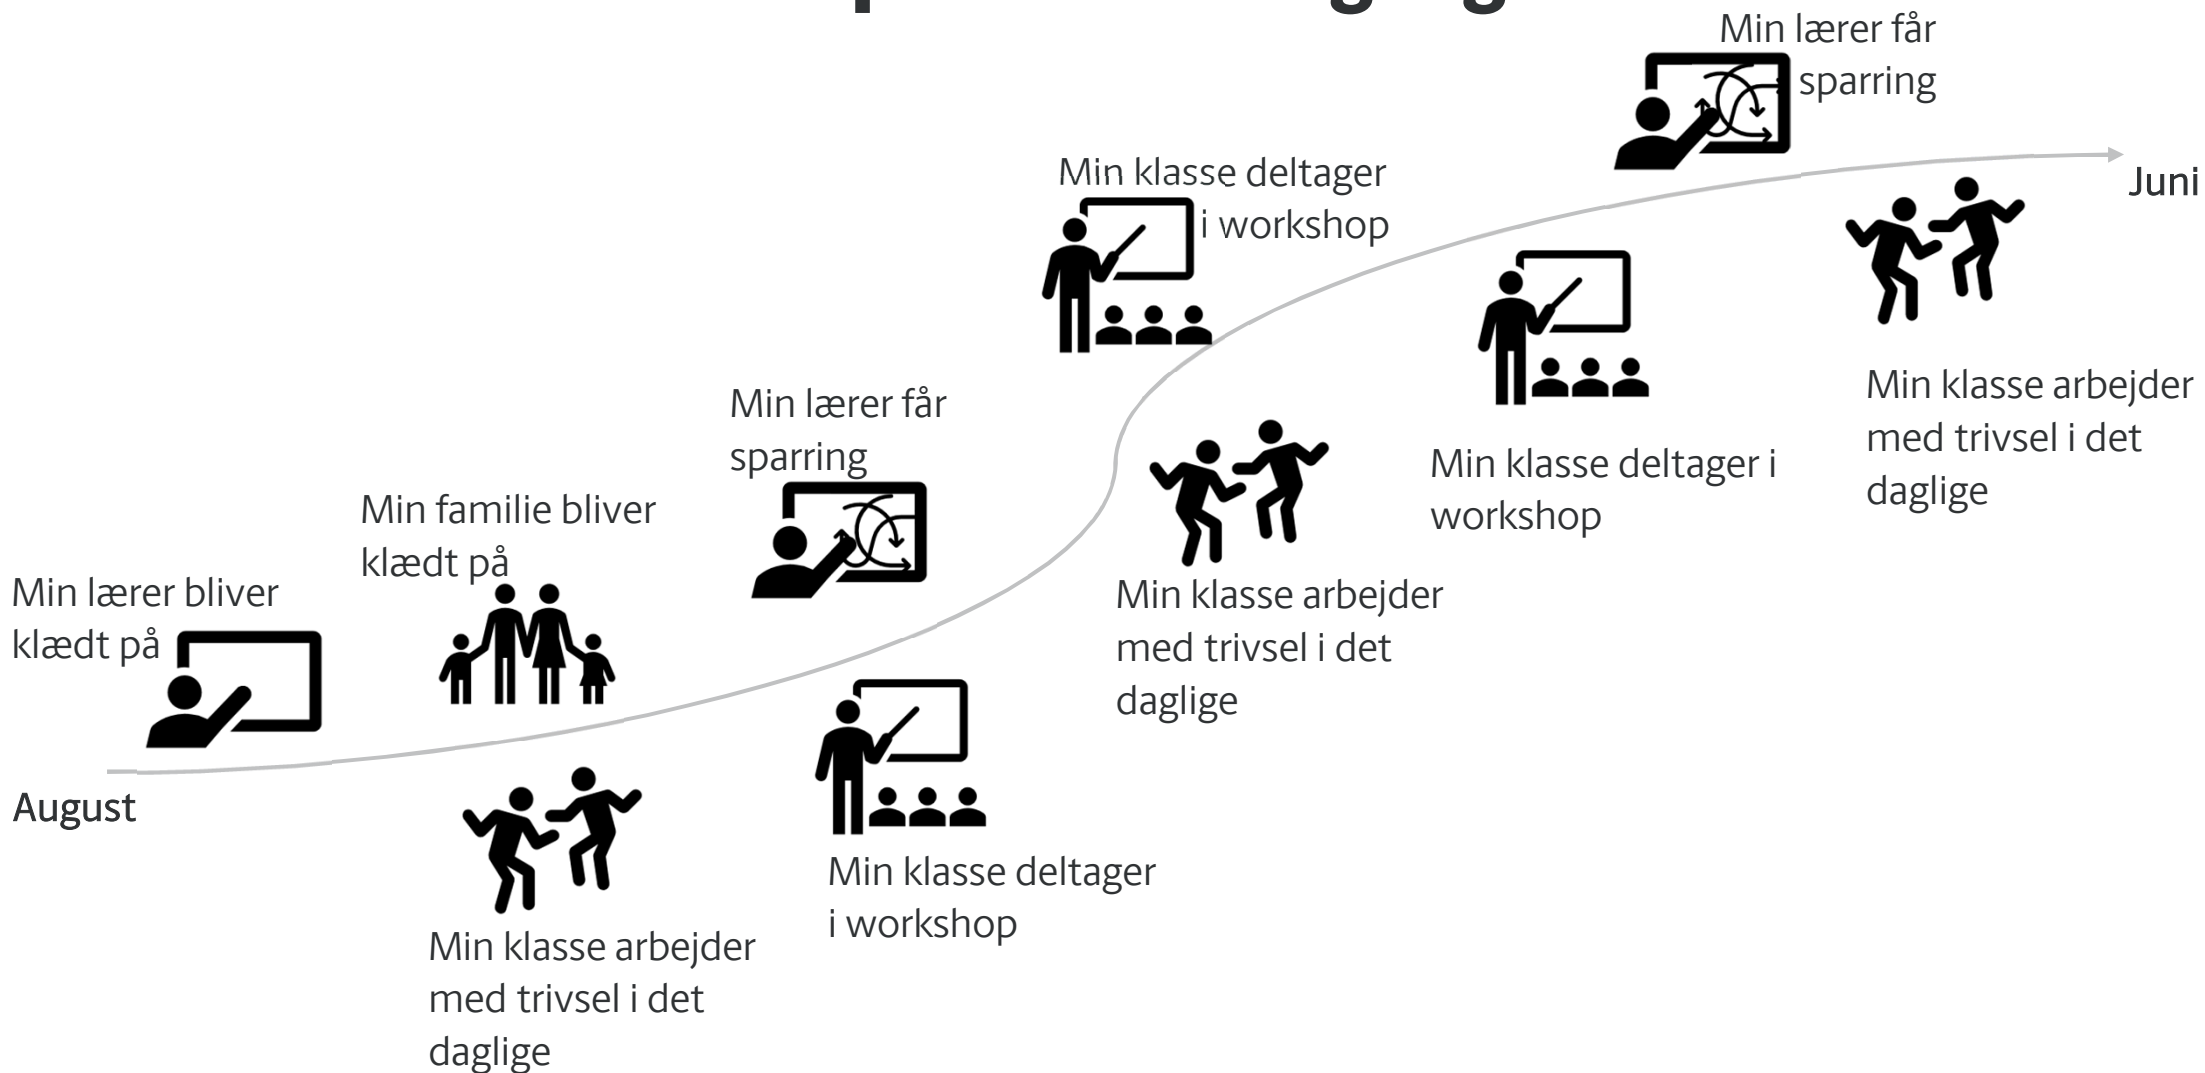 Min lærer får
sparring
Juni
Min klasse deltager
i workshop
Min klasse arbejder
med trivsel i det
daglige
Min klasse deltager i
workshop
Min lærer får
sparring
Min klasse arbejder
med trivsel i det
daglige
Min familie bliver
klædt på
Min lærer bliver
klædt på
August
Min klasse deltager
i workshop
Min klasse arbejder
med trivsel i det
daglige